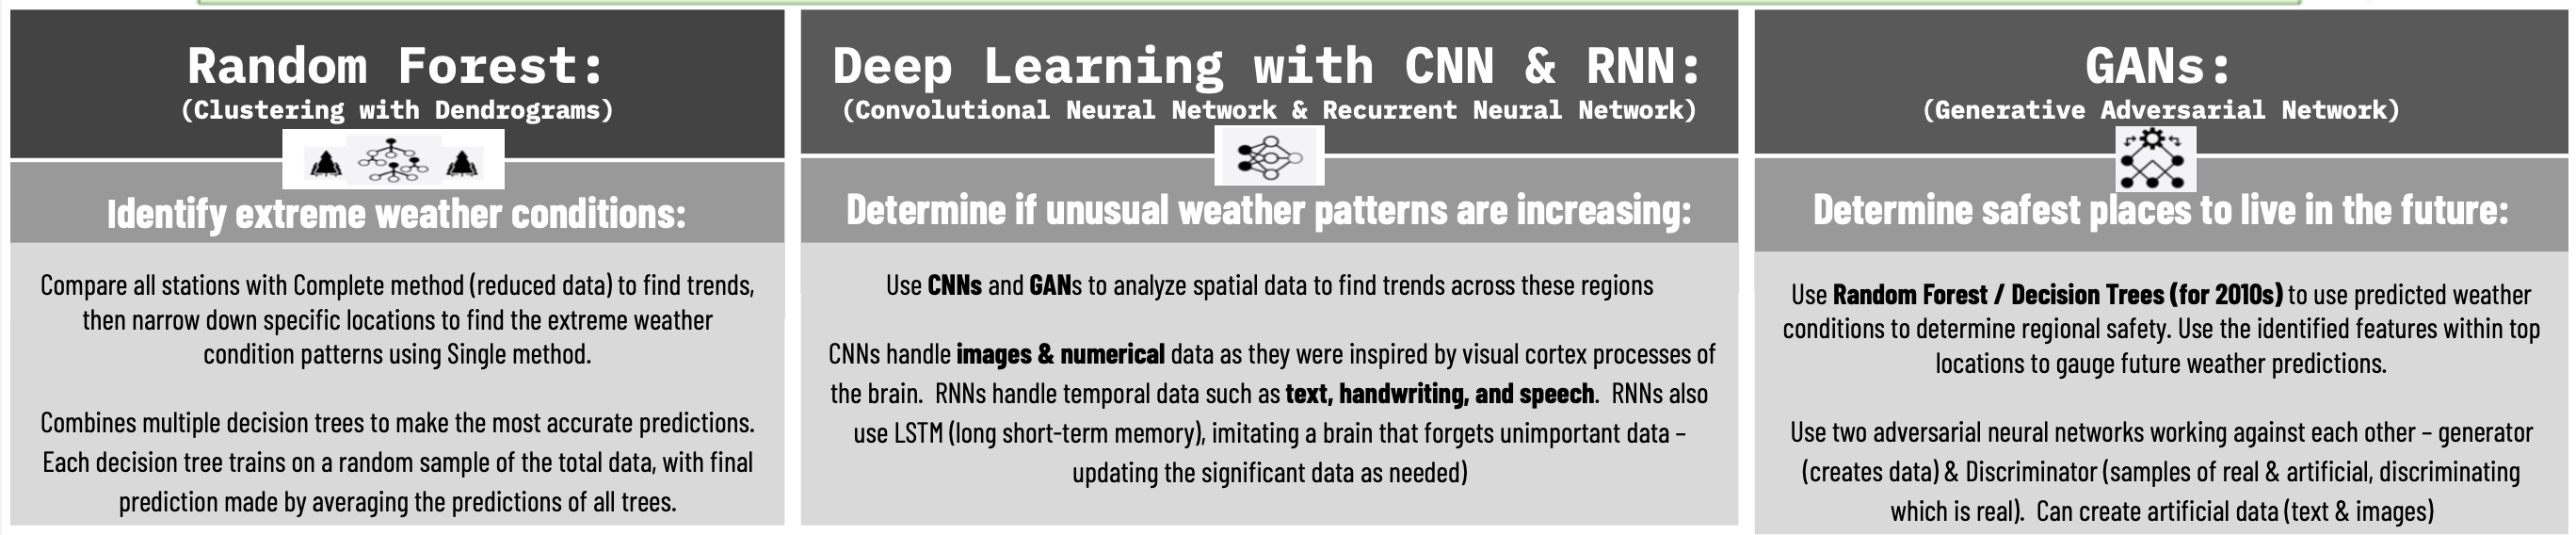 Random Forest:
(Clustering with Dendrograms)
Identify extreme weather conditions:
Compare all stations with Complete method (reduced data) to find trends,
then narrow down specific locations to find the extreme weather
condition patterns using Single method.
Combines multiple decision trees to make the most accurate predictions.
Each decision tree trains on a random sample of the total data, with final
prediction made by averaging the predictions of all trees.
Deep Learning with CNN & RNN:
(Convolutional Neural Network & Recurrent Neural Network)
Determine if unusual weather patterns are increasing:
Use CNNs and GANs to analyze spatial data to find trends across these regions
CNNs handle images & numerical data as they were inspired by visual cortex processes of
the brain. RNNs handle temporal data such as text, handwriting, and speech. RNNs also
use LSTM (long short-term memory), imitating a brain that forgets unimportant data –
updating the significant data as needed)
GANs:
(Generative Adversarial Network)
Determine safest places to live in the future:
Use Random Forest / Decision Trees (for 2010s) to use predicted weather
conditions to determine regional safety. Use the identified features within top
locations to gauge future weather predictions.
Use two adversarial neural networks working against each other – generator
(creates data) & Discriminator (samples of real & artificial, discriminating
which is real). Can create artificial data (text & images)